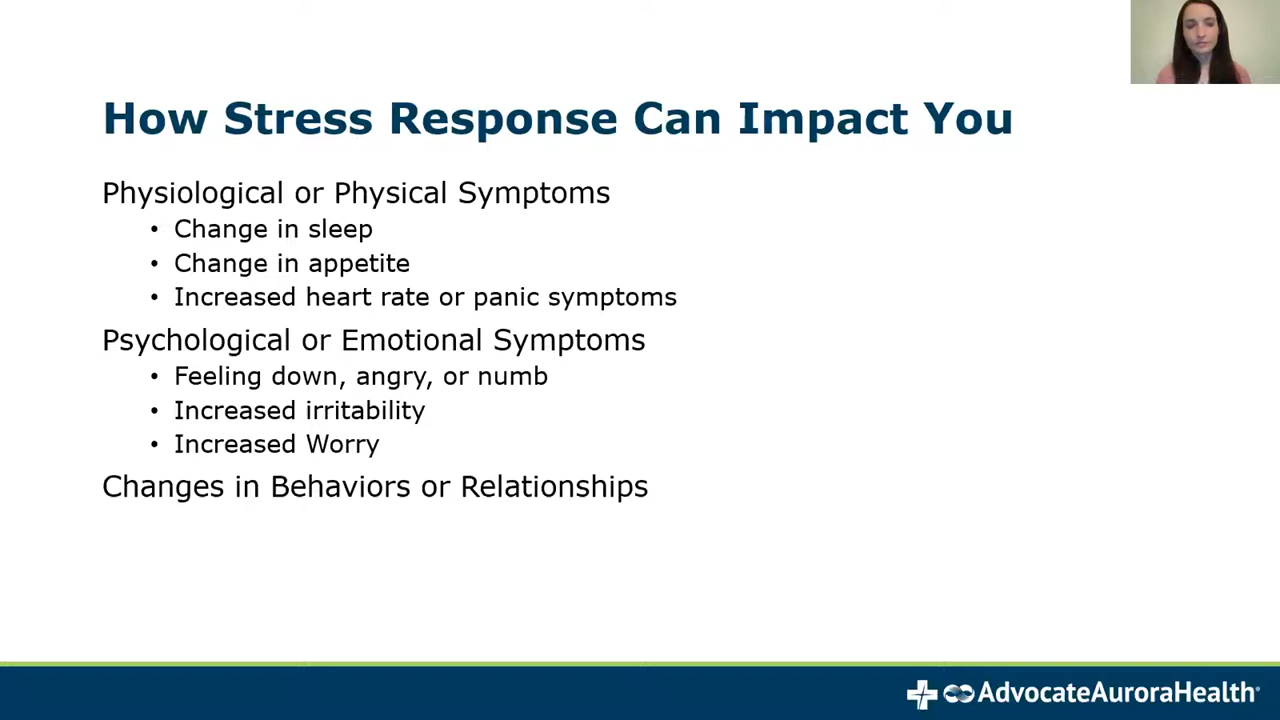 How Stress Response Can Impact You
Physiological or Physical Symptoms
• Change in sleep
• Change in appetite
• Increased heart rate or panic symptoms
Psychological or Emotional Symptoms
• Feeling down, angry, or numb
• Increased irritability
• Increased Worry
Changes in Behaviors or Relationships
AdvocateAuroraHealth®